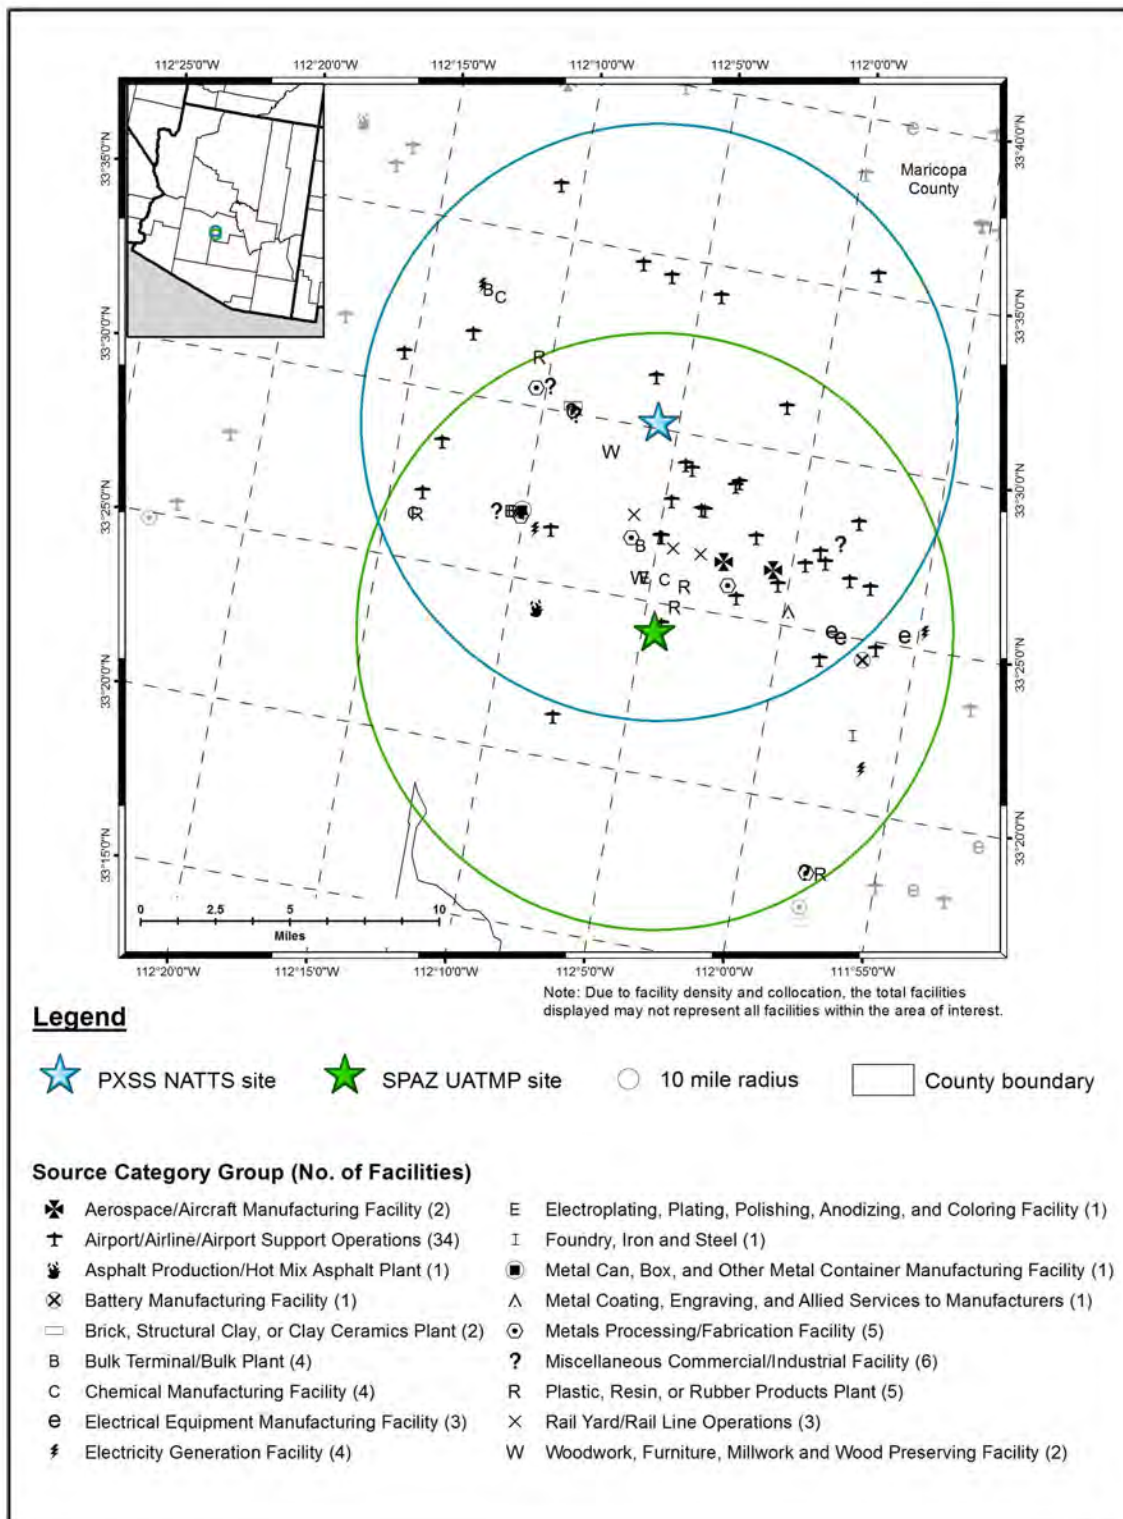 112°25'0"W 112°20'0"W 112°15'0"W 112°10'0"W 112°5'0"W 112°0'0"W
33°35'0"N
33°30'0"N
33°25'0"N
33°20'0"N
33°15'0"N
33°40'0"N
33°35'0"N
33°30'0"N
33°25'0"N
33°20'0"N
Maricopa
County
0 2.5 5 10
Miles
112°20'0"W 112°15'0"W 112°10'0"W 112°5'0"W 112°0'0"W 111°55'0"W
Note: Due to facility density and collocation, the total facilities
displayed may not represent all facilities within the area of interest.
Legend
PXSS NATTS site SPAZ UATMP site 10 mile radius County boundary
Source Category Group (No. of Facilities)
Aerospace/Aircraft Manufacturing Facility (2)
Airport/Airline/Airport Support Operations (34)
Asphalt Production/Hot Mix Asphalt Plant (1)
Battery Manufacturing Facility (1)
Brick, Structural Clay, or Clay Ceramics Plant (2)
B Bulk Terminal/Bulk Plant (4)
C Chemical Manufacturing Facility (4)
e Electrical Equipment Manufacturing Facility (3)
Electricity Generation Facility (4)
E Electroplating, Plating, Polishing, Anodizing, and Coloring Facility (1)
I Foundry, Iron and Steel (1)
Metal Can, Box, and Other Metal Container Manufacturing Facility (1)
Metal Coating, Engraving, and Allied Services to Manufacturers (1)
Metals Processing/Fabrication Facility (5)
? Miscellaneous Commercial/Industrial Facility (6)
R Plastic, Resin, or Rubber Products Plant (5)
Rail Yard/Rail Line Operations (3)
W Woodwork, Furniture, Millwork and Wood Preserving Facility (2)